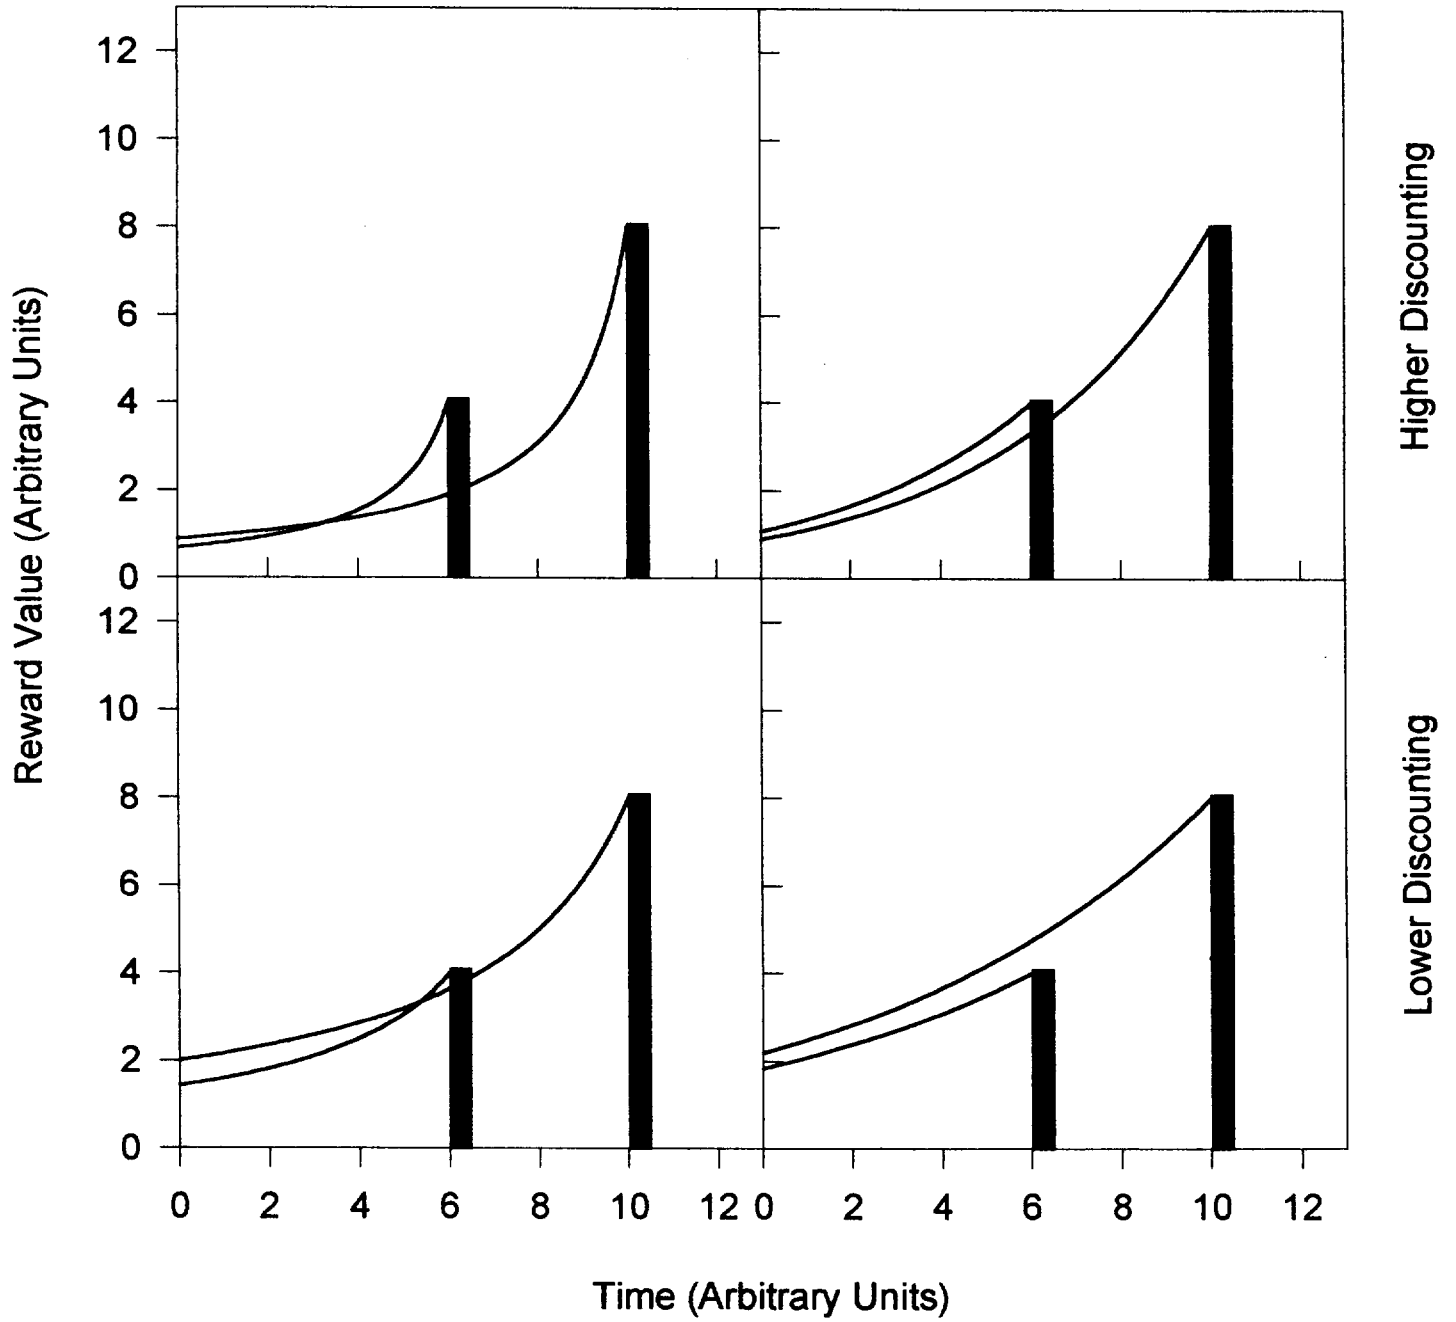 12
10
8
6
4
2
0
12
10
8
6
4
2
0
Reward Value (Arbitrary Units)
Higher Discounting
Lower Discounting
0 2 4 6 8 10 12 0 2 4 6 8 10 12
Time (Arbitrary Units)